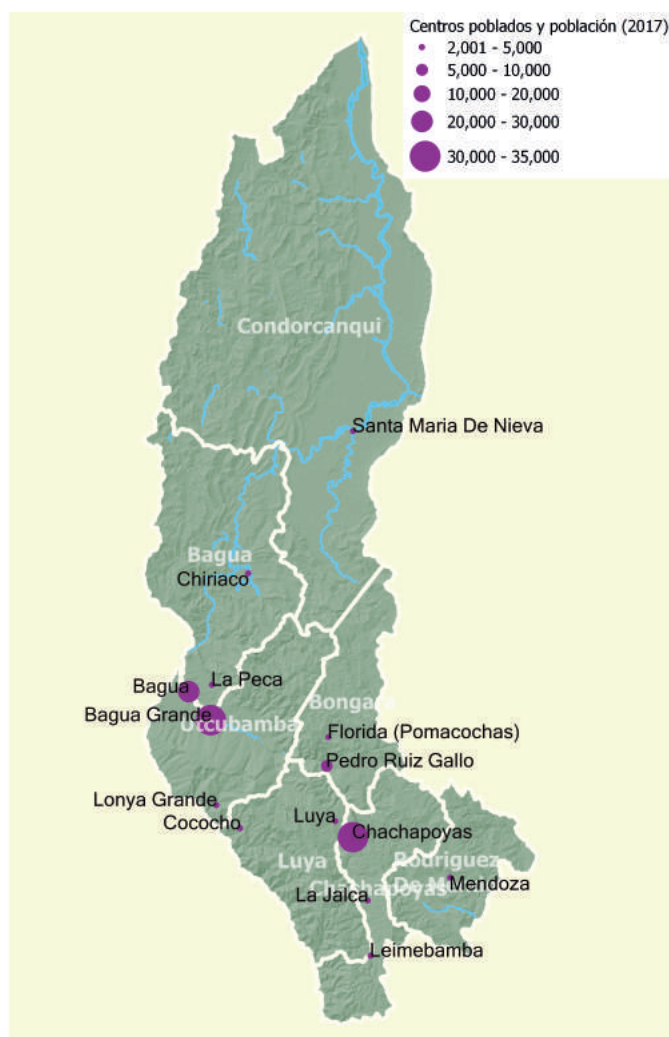 Centros poblados y población (2017)
2,001 - 5,000
5,000 - 10,000
10,000 - 20,000
20,000 - 30,000
30,000 - 35,000
Condorcanqui
Santa Maria De Nieva
Bagua
Chiriaco
La Peca
Bagua
Bongara
Bagua Grande
Utcubamba
Florida (Pomacochas)
Pedro Ruiz Gallo
Lonya Grande
Luya
Cococho
Chachapoyas
Luya
Rodriguez
De
Mendoza
Chachapoyas
La Jalca
Leimebamba